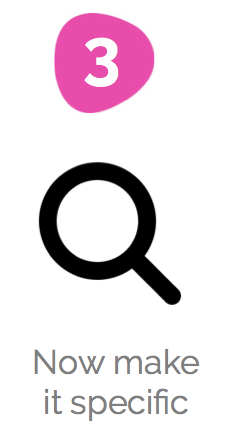 3
Now make
it specific